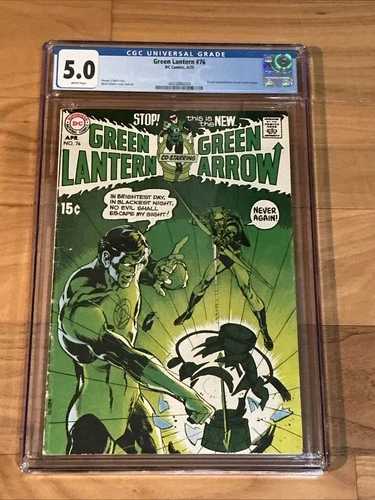 CGC UNIVERSAL GRADE
5.0
WHITE Pages
Green Lantern #76
DC Comics, 4/70
STOP! this is the NEW...
DC
APR.
NO. 76
GREEN LANTERN
CO-STARRING
GREEN ARROW
15¢
IN BRIGHTEST DAY,
IN BLACKEST NIGHT,
NO EVIL SHALL
ESCAPE MY SIGHT!
NEVER
AGAIN!